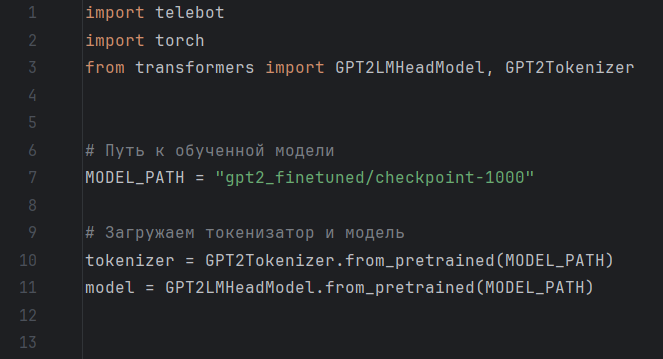 1 import telebot
2 import torch
3 from transformers import GPT2LMHeadModel, GPT2Tokenizer
4
5
6 # Путь к обученной модели
7 MODEL_PATH = "gpt2_finetuned/checkpoint-1000"
8
9 # Загружаем токенизатор и модель
10 tokenizer = GPT2Tokenizer.from_pretrained(MODEL_PATH)
11 model = GPT2LMHeadModel.from_pretrained(MODEL_PATH)
12
13